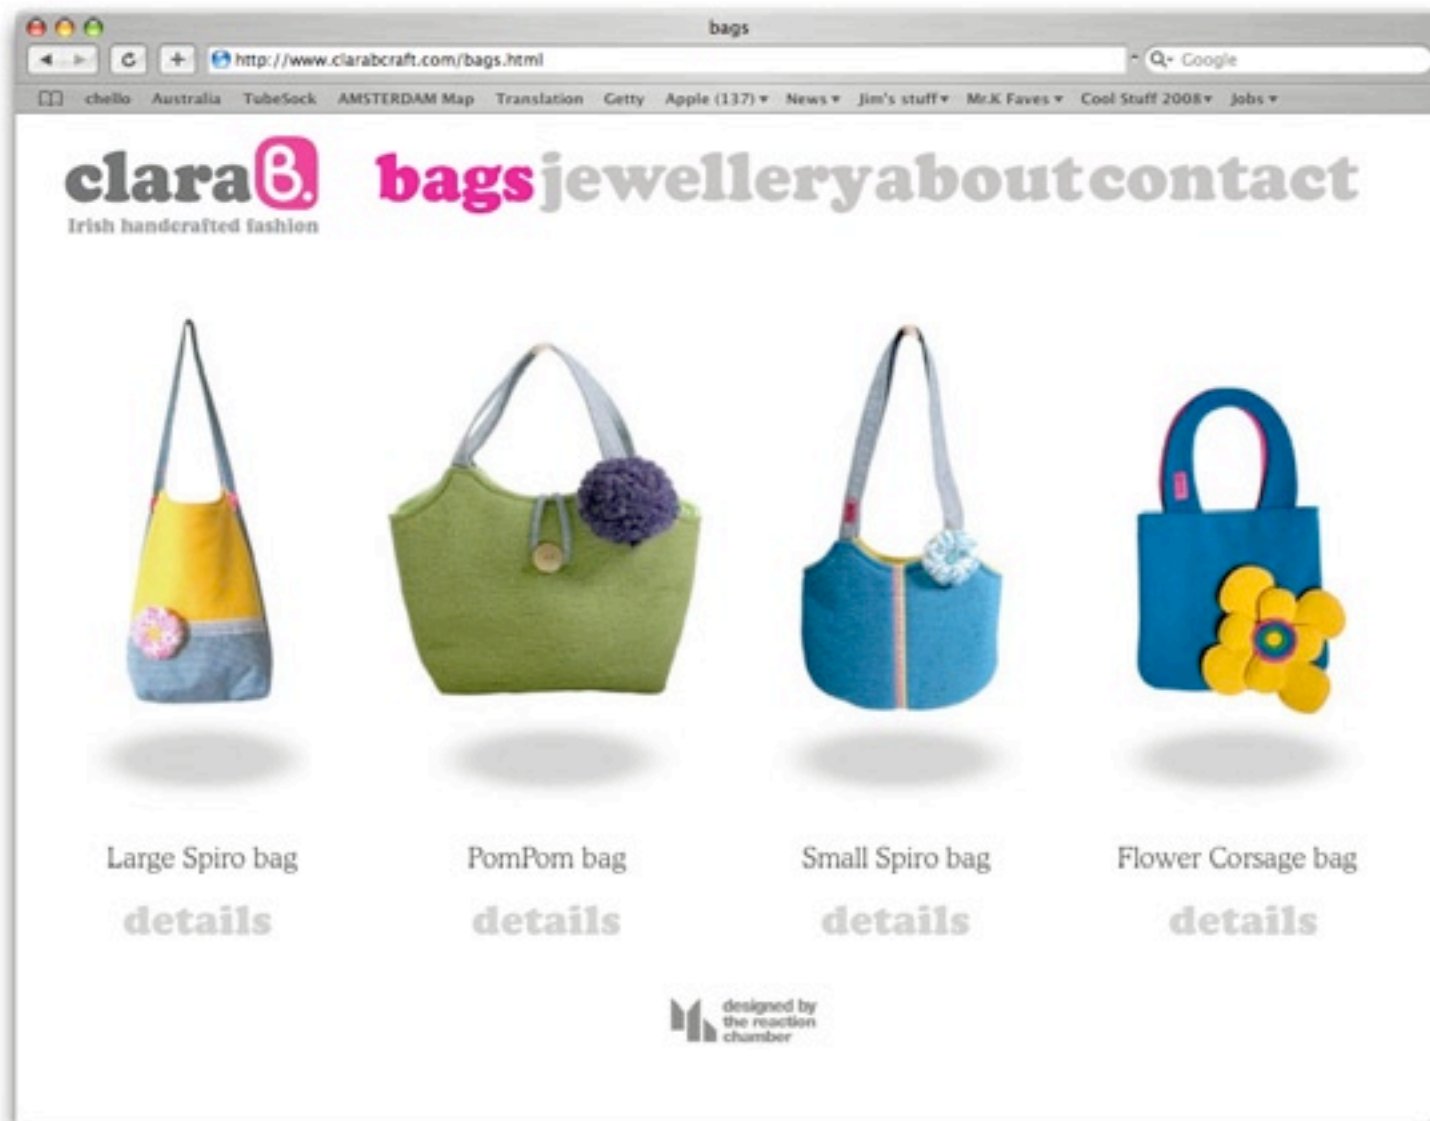 bags
http://www.clarabcraft.com/bags.html
Google
chello Australia TubeSock AMSTERDAM Map Translation Getty Apple (137) News Jim's stuff Mr.K Faves Cool Stuff 2008 Jobs
clara B.
Irish handcrafted fashion
bags jewellery about contact
Large Spiro bag PomPom bag Small Spiro bag Flower Corsage bag
details details details details
designed by
the reaction
chamber